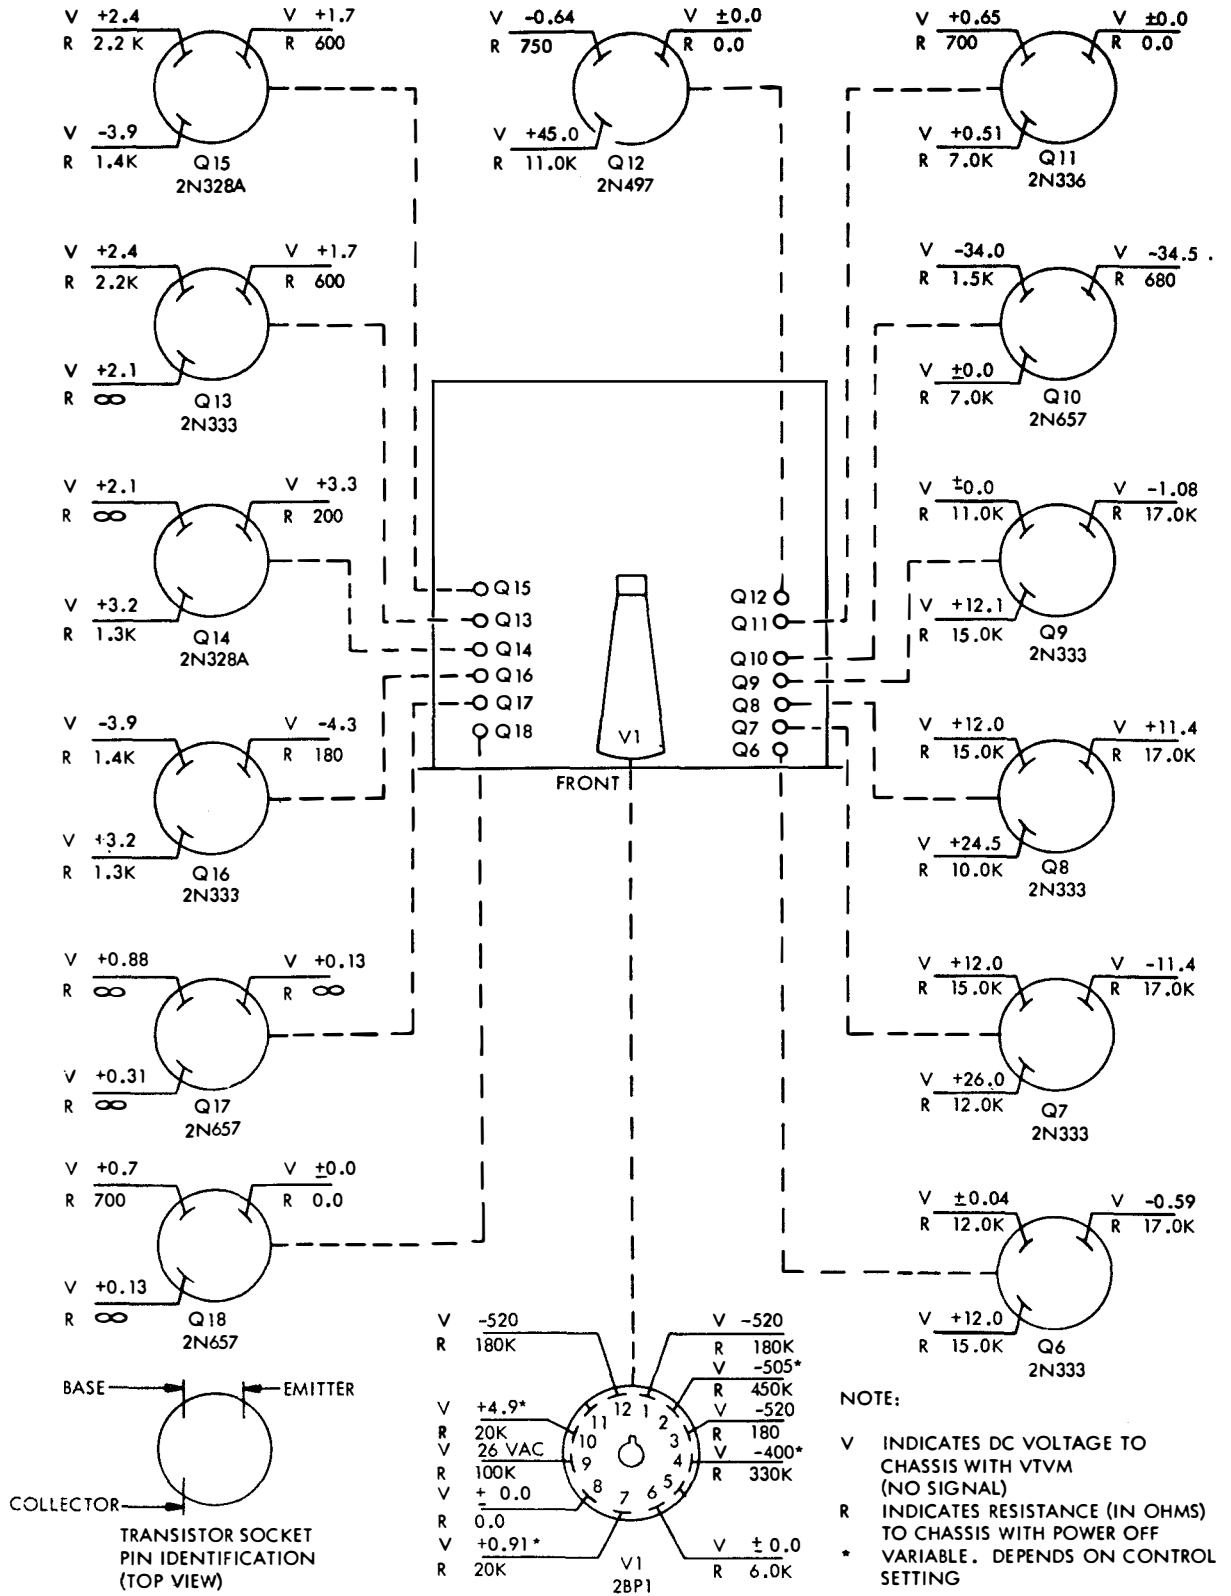 V +2.4
R 2.2 K
V +1.7
R 600
V -3.9
R 1.4K
Q15
2N328A
V -0.64
R 750
V ±0.0
R 0.0
V +45.0
R 11.0K
Q12
2N497
V +0.65
R 700
V ±0.0
R 0.0
V +0.51
R 7.0K
Q11
2N336
V +2.4
R 2.2K
V +1.7
R 600
V +2.1
R ∞
Q13
2N333
V -34.0
R 1.5K
V -34.5
R 680
V ±0.0
R 7.0K
Q10
2N657
V +2.1
R ∞
V +3.3
R 200
V +3.2
R 1.3K
Q14
2N328A
V ±0.0
R 11.0K
V -1.08
R 17.0K
V +12.1
R 15.0K
Q9
2N333
Q15
Q13
Q14
Q16
Q17
Q18
Q12
Q11
Q10
Q9
Q8
Q7
Q6
V1
FRONT
V -3.9
R 1.4K
V -4.3
R 180
V +3.2
R 1.3K
Q16
2N333
V +12.0
R 15.0K
V +11.4
R 17.0K
V +24.5
R 10.0K
Q8
2N333
V +0.88
R ∞
V +0.13
R ∞
V +0.31
R ∞
Q17
2N657
V +12.0
R 15.0K
V -11.4
R 17.0K
V +26.0
R 12.0K
Q7
2N333
V +0.7
R 700
V ±0.0
R 0.0
V +0.13
R ∞
Q18
2N657
V ±0.04
R 12.0K
V -0.59
R 17.0K
V +12.0
R 15.0K
Q6
2N333
BASE
EMITTER
COLLECTOR
TRANSISTOR SOCKET
PIN IDENTIFICATION
(TOP VIEW)
V -520
R 180K
V +4.9*
R 20K
V 26 VAC
R 100K
V ± 0.0
R 0.0
V +0.91*
R 20K
V -520
R 180K
V -505*
R 450K
V -520
R 180
V -400*
R 330K
V ± 0.0
R 6.0K
12 1
11 2
10 3
9 4
8 5
7 6
V1
2BP1
NOTE:
V INDICATES DC VOLTAGE TO
CHASSIS WITH VTVM
(NO SIGNAL)
R INDICATES RESISTANCE (IN OHMS)
TO CHASSIS WITH POWER OFF
* VARIABLE. DEPENDS ON CONTROL
SETTING